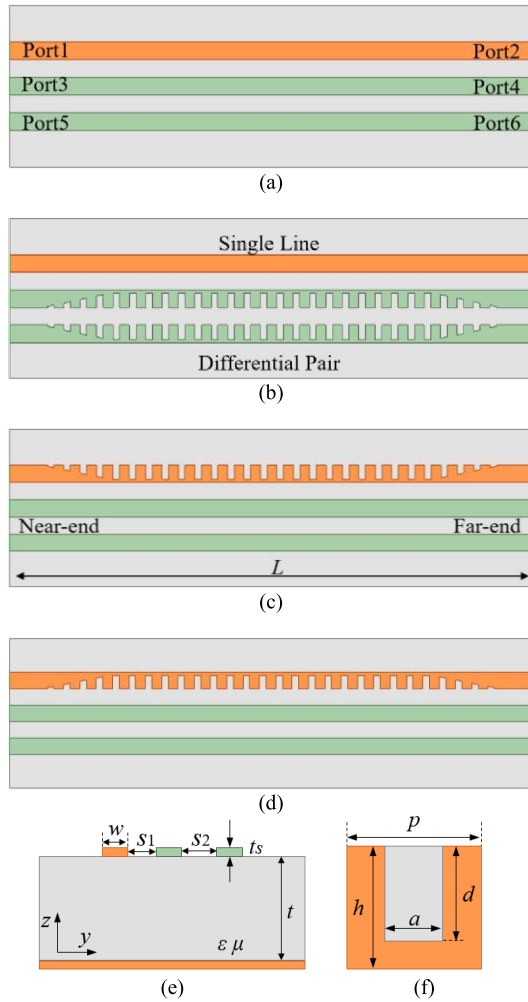 Port1 Port2
Port3 Port4
Port5 Port6
(a)
Single Line
Differential Pair
(b)
Near-end Far-end
L
(c)
(d)
w s1 s2 ts
t
z
y
ε μ
(e)
p
h a d
(f)